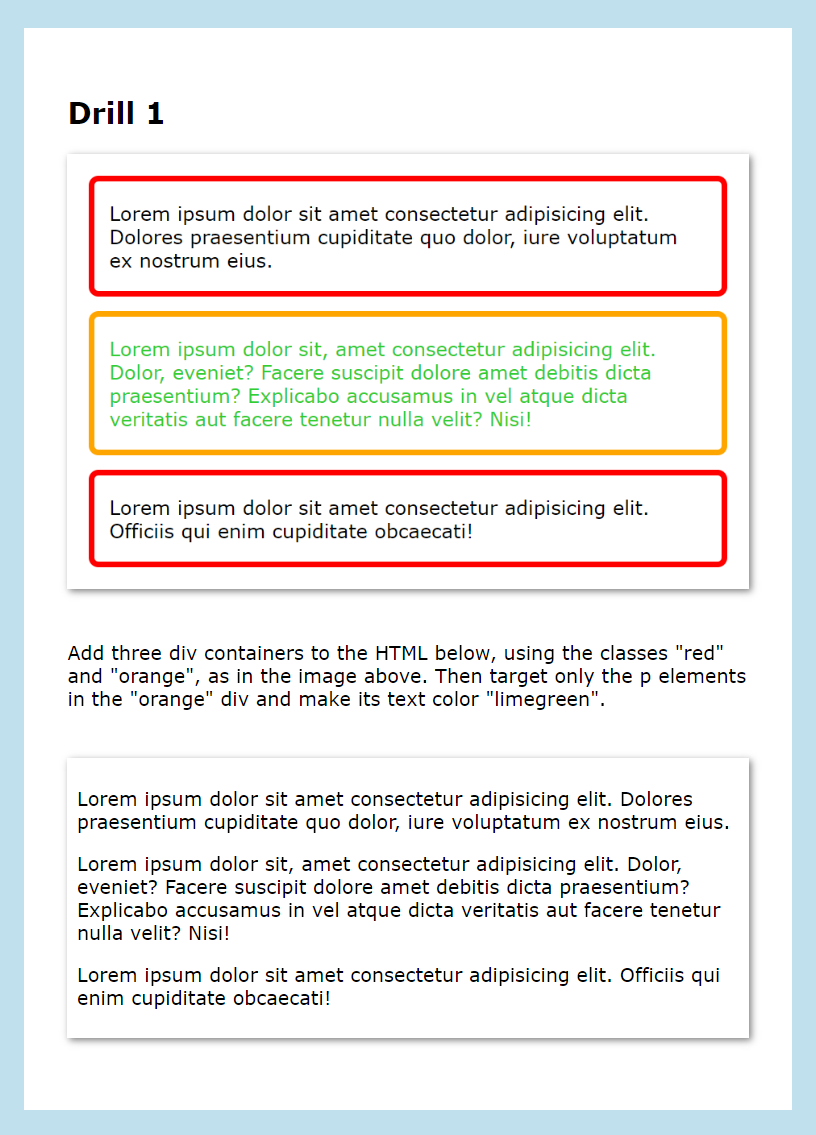 Drill 1
Lorem ipsum dolor sit amet consectetur adipisicing elit.
Dolores praesentium cupiditate quo dolor, iure voluptatum
ex nostrum eius.
Lorem ipsum dolor sit, amet consectetur adipisicing elit.
Dolor, eveniet? Facere suscipit dolore amet debitis dicta
praesentium? Explicabo accusamus in vel atque dicta
veritatis aut facere tenetur nulla velit? Nisi!
Lorem ipsum dolor sit amet consectetur adipisicing elit.
Officiis qui enim cupiditate obcaecati!
Add three div containers to the HTML below, using the classes "red"
and "orange", as in the image above. Then target only the p elements
in the "orange" div and make its text color "limegreen".
Lorem ipsum dolor sit amet consectetur adipisicing elit. Dolores
praesentium cupiditate quo dolor, iure voluptatum ex nostrum eius.
Lorem ipsum dolor sit, amet consectetur adipisicing elit. Dolor,
eveniet? Facere suscipit dolore amet debitis dicta praesentium?
Explicabo accusamus in vel atque dicta veritatis aut facere tenetur
nulla velit? Nisi!
Lorem ipsum dolor sit amet consectetur adipisicing elit. Officiis qui
enim cupiditate obcaecati!